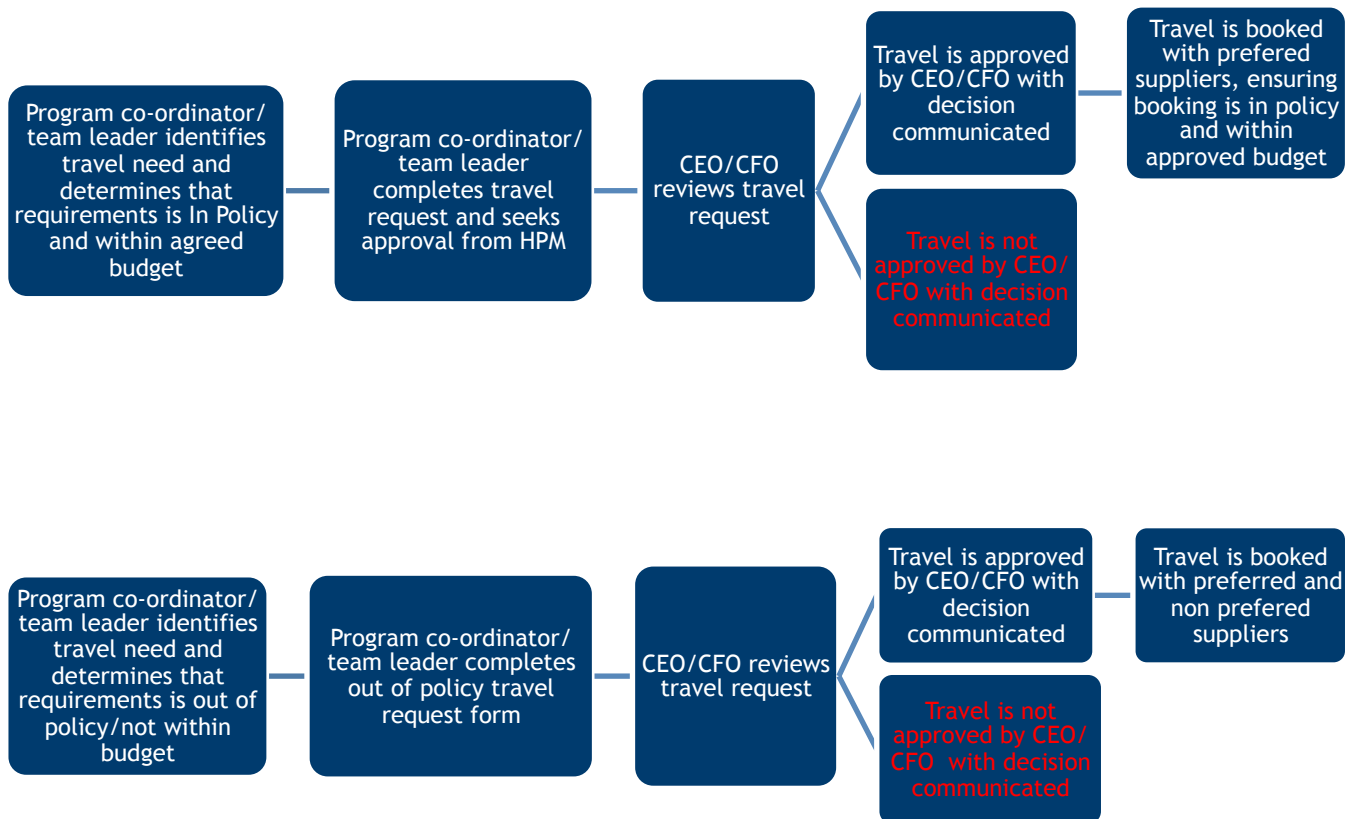 Program co-ordinator/
team leader identifies
travel need and
determines that
requirements is In Policy
and within agreed
budget
Program co-ordinator/
team leader
completes travel
request and seeks
approval from HPM
CEO/CFO
reviews travel
request
Travel is approved
by CEO/CFO with
decision
communicated
Travel is booked
with prefered
suppliers, ensuring
booking is in policy
and within
approved budget
Travel is not
approved by CEO/
CFO with decision
communicated
Program co-ordinator/
team leader identifies
travel need and
determines that
requirements is out of
policy/not within
budget
Program co-ordinator/
team leader completes
out of policy travel
request form
CEO/CFO reviews
travel request
Travel is approved
by CEO/CFO with
decision
communicated
Travel is booked
with preferred and
non prefered
suppliers
Travel is not
approved by CEO/
CFO with decision
communicated